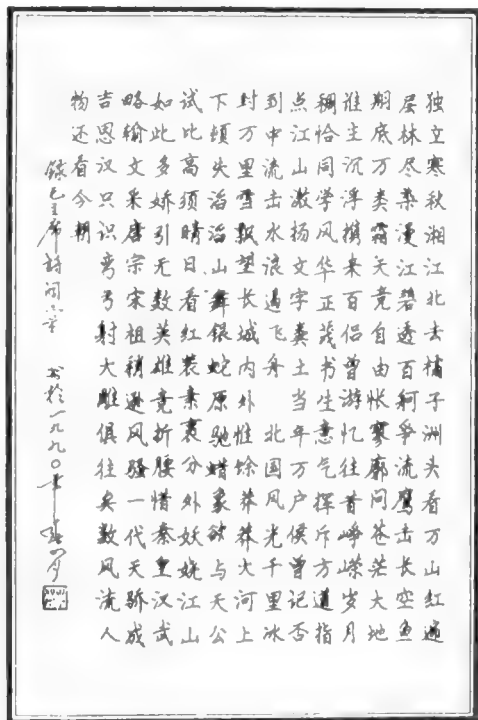 独立寒秋湘江北去橘子洲头看万山红遍
层林尽染漫江碧透百舸争流鹰击长空鱼
翔底万类霜天竞自由怅寥廓问苍茫大地
谁主沉浮携来百侣曾游忆往昔峥嵘岁月
稠恰同学风华正茂书生意气挥斥方遒指
点江山激扬文字粪土当年万户侯曾记否
到中流击水浪遏飞舟 北国风光千里冰
封万里雪飘望长城内外惟馀莽莽大河上
下顿失滔滔山舞银蛇原驰蜡象欲与天公
试比高须晴日看红装素裹分外妖娆江山
如此多娇引无数英雄竞折腰惜秦皇汉武
略输文采唐宗宋祖稍逊风骚一代天骄成
吉思汉只识弯弓射大雕俱往矣数风流人
物还看今朝
录毛主席诗词 书於一九九〇年